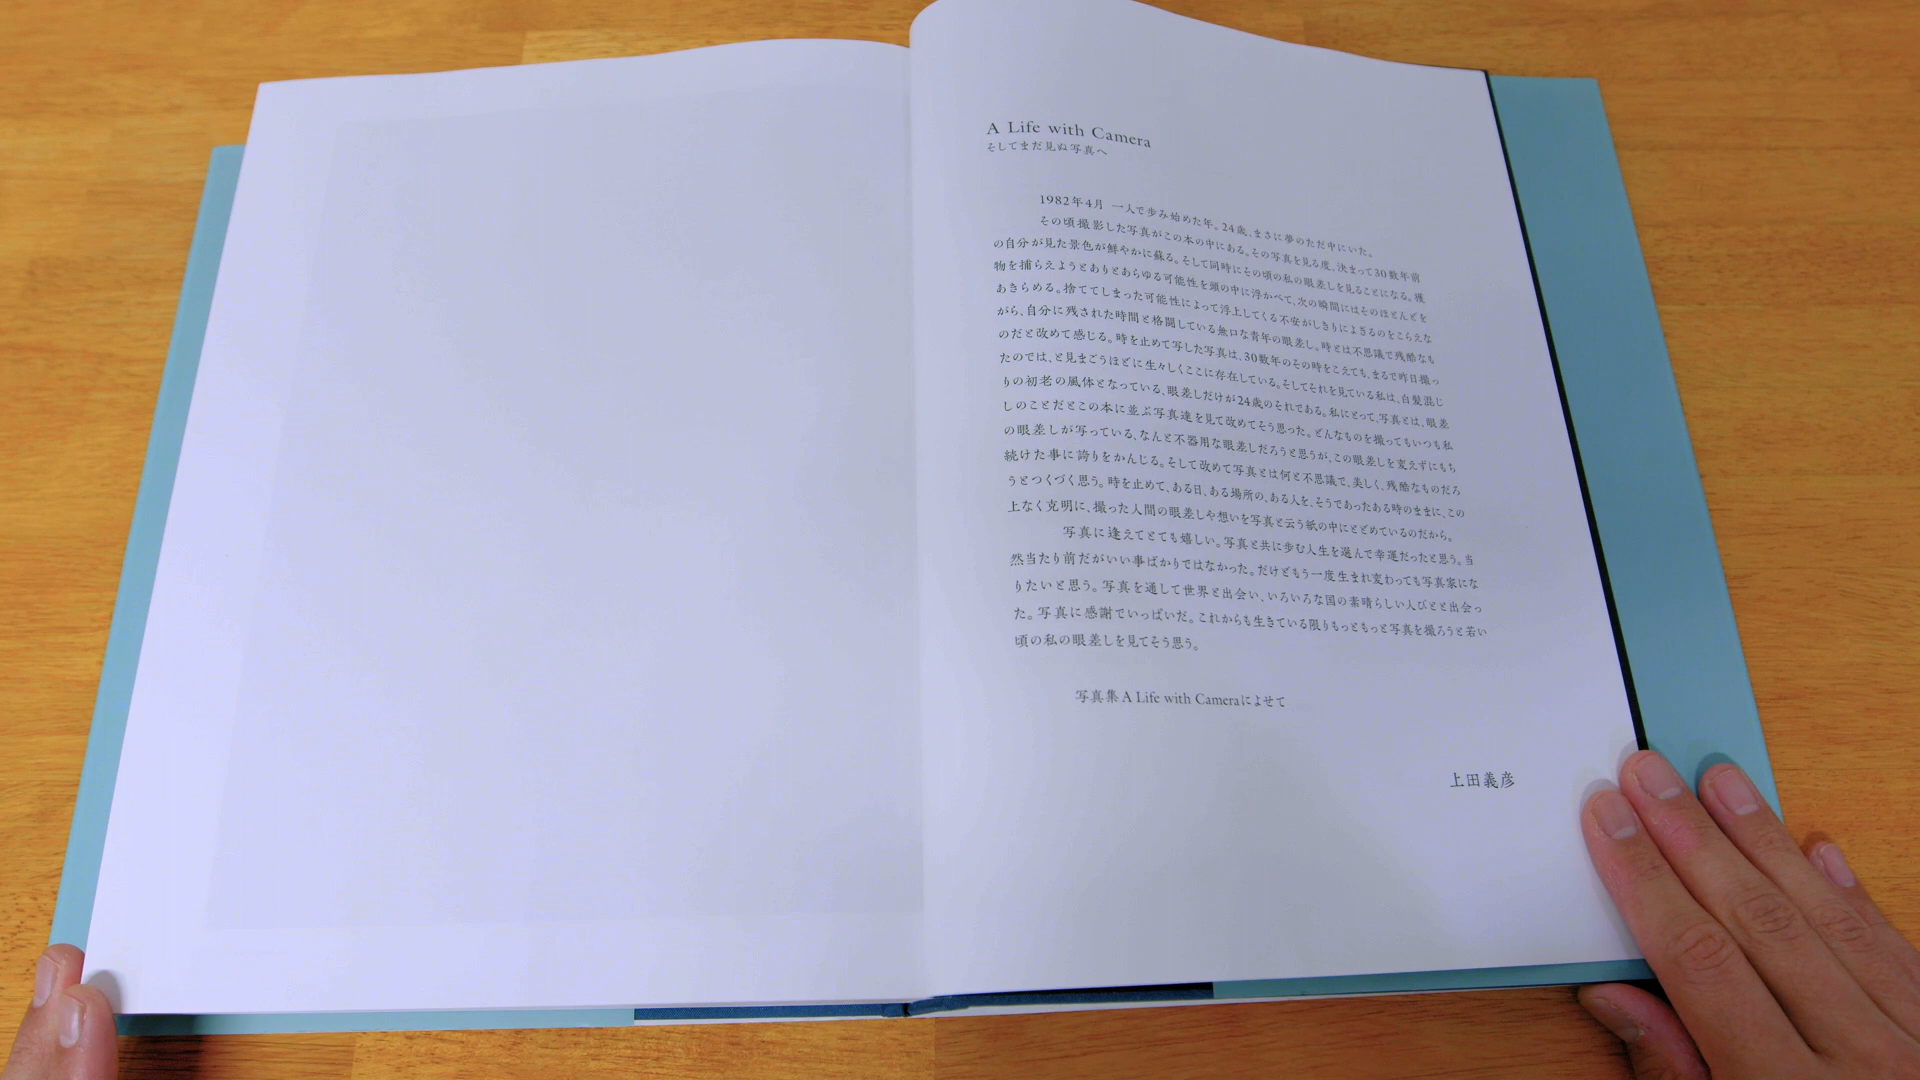 A Life with Camera
そしてまだ見ぬ写真へ
1982年4月 一人で歩み始めた年。24歳、まさに夢のただ中にいた。
その頃撮影した写真がこの本の中にある。その写真を見る度、決まって30数年前
の自分が見た景色が鮮やかに蘇る。そして同時にその頃の私の眼差しを見ることになる。獲
物を捕らえようとありとあらゆる可能性を頭の中に浮かべて、次の瞬間にはそのほとんどを
あきらめる。捨ててしまった可能性によって浮上してくる不安がしきりによぎるのをこらえな
がら、自分に残された時間と格闘している無口な青年の眼差し。時とは不思議で残酷なも
のだと改めて感じる。時を止めて写した写真は、30数年のその時をこえても、まるで昨日撮っ
たのでは、と見まごうほどに生々しくここに存在している。そしてそれを見ている私は、白髪混じ
りの初老の風体となっている、眼差しだけが24歳のそれである。私にとって、写真とは、眼差
しのことだとこの本に並ぶ写真達を見て改めてそう思った。どんなものを撮ってもいつも私
の眼差しが写っている、なんと不器用な眼差しだろうと思うが、この眼差しを変えずにもち
続けた事に誇りをかんじる。そして改めて写真とは何と不思議で、美しく、残酷なものだろ
うとつくづく思う。時を止めて、ある日、ある場所の、ある人を、そうであったある時のままに、この
上なく克明に、撮った人間の眼差しや想いを写真と云う紙の中にとどめているのだから。
写真に逢えてとても嬉しい。写真と共に歩む人生を選んで幸運だったと思う。当
然当たり前だがいい事ばかりではなかった。だけどもう一度生まれ変わっても写真家にな
りたいと思う。写真を通して世界と出会い、いろいろな国の素晴らしい人びとと出会っ
た。写真に感謝でいっぱいだ。これからも生きている限りもっともっと写真を撮ろうと若い
頃の私の眼差しを見てそう思う。
写真集 A Life with Cameraによせて
上田義彦